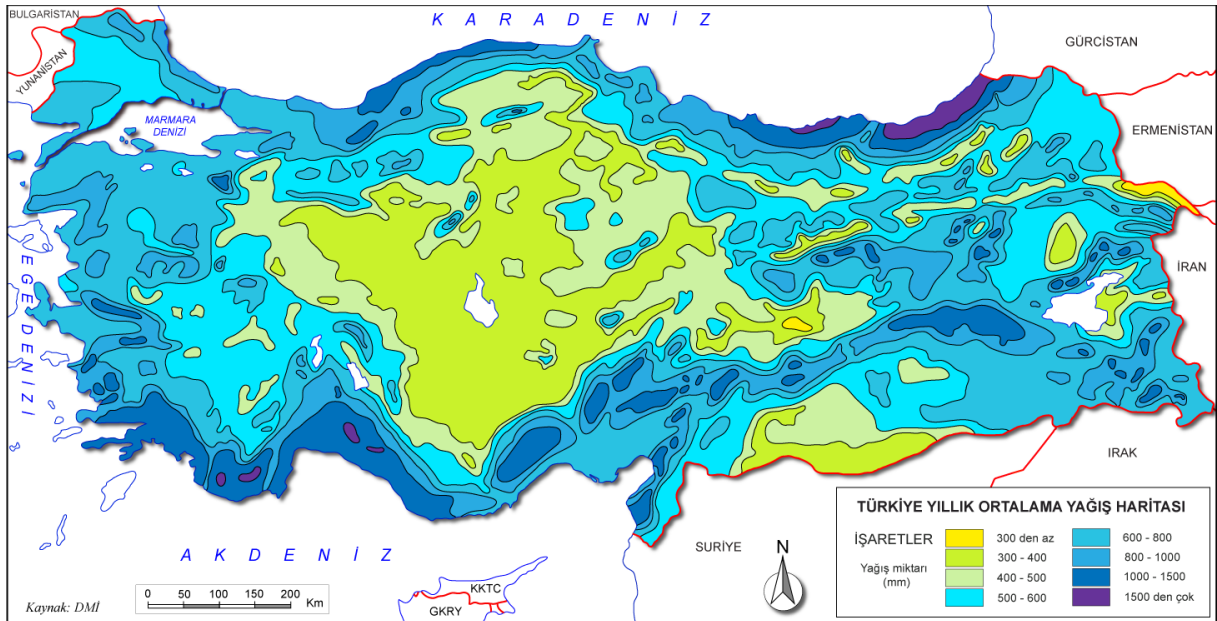 BULGARİSTAN
K A R A D E N İ Z
GÜRCİSTAN
YUNANİSTAN
MARMARA
DENİZİ
ERMENİSTAN
İRAN
E G E D E N İ Z İ
IRAK
SURİYE
A K D E N İ Z
N
KKTC
GKRY
0 50 100 150 200
Km
Kaynak: DMİ
TÜRKİYE YILLIK ORTALAMA YAĞIŞ HARİTASI
İŞARETLER
Yağış miktarı
(mm)
300 den az
300 - 400
400 - 500
500 - 600
600 - 800
800 - 1000
1000 - 1500
1500 den çok